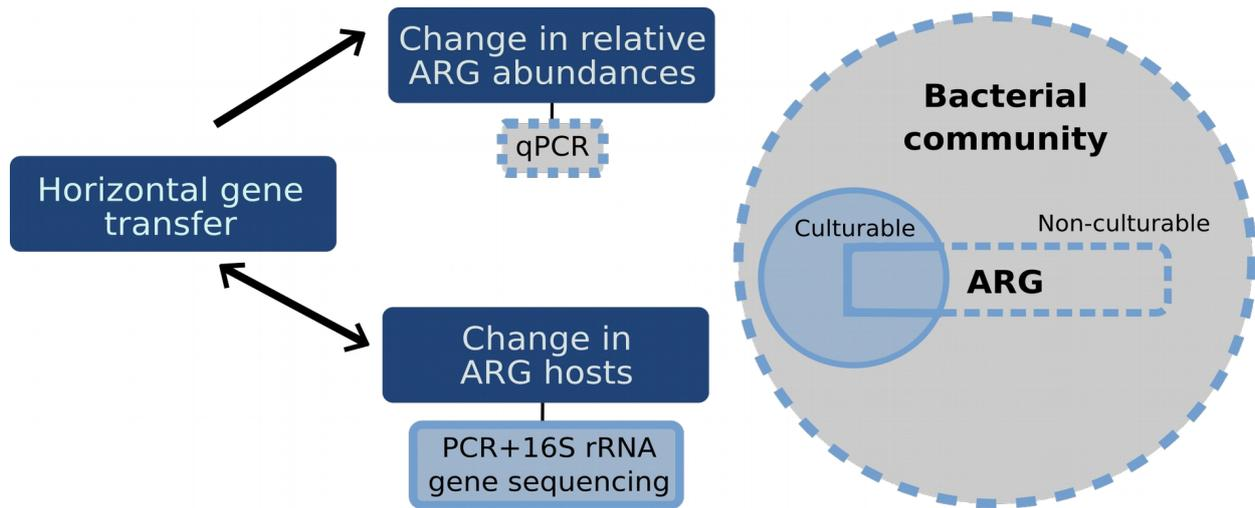 Change in relative
ARG abundances
qPCR
Horizontal gene
transfer
Change in
ARG hosts
PCR+16S rRNA
gene sequencing
Bacterial
community
Culturable
Non-culturable
ARG